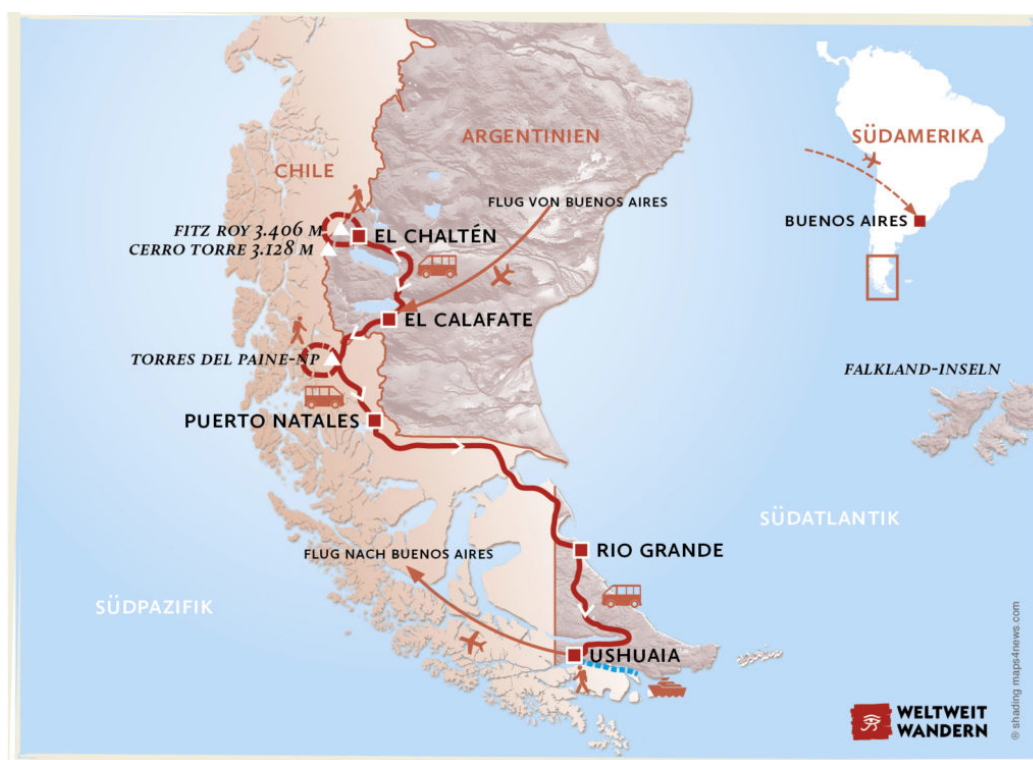 ARGENTINIEN
SÜDAMERIKA
CHILE
FLUG VON BUENOS AIRES
BUENOS AIRES
FITZ ROY 3.406 M
EL CHALTÉN
CERRO TORRE 3.128 M
EL CALAFATE
TORRES DEL PAINE-NP
FALKLAND-INSELN
PUERTO NATALES
SÜDATLANTIK
FLUG NACH BUENOS AIRES
RIO GRANDE
SÜDPAZIFIK
USHUAIA
WELTWEIT
WANDERN
® shading maps4news.com